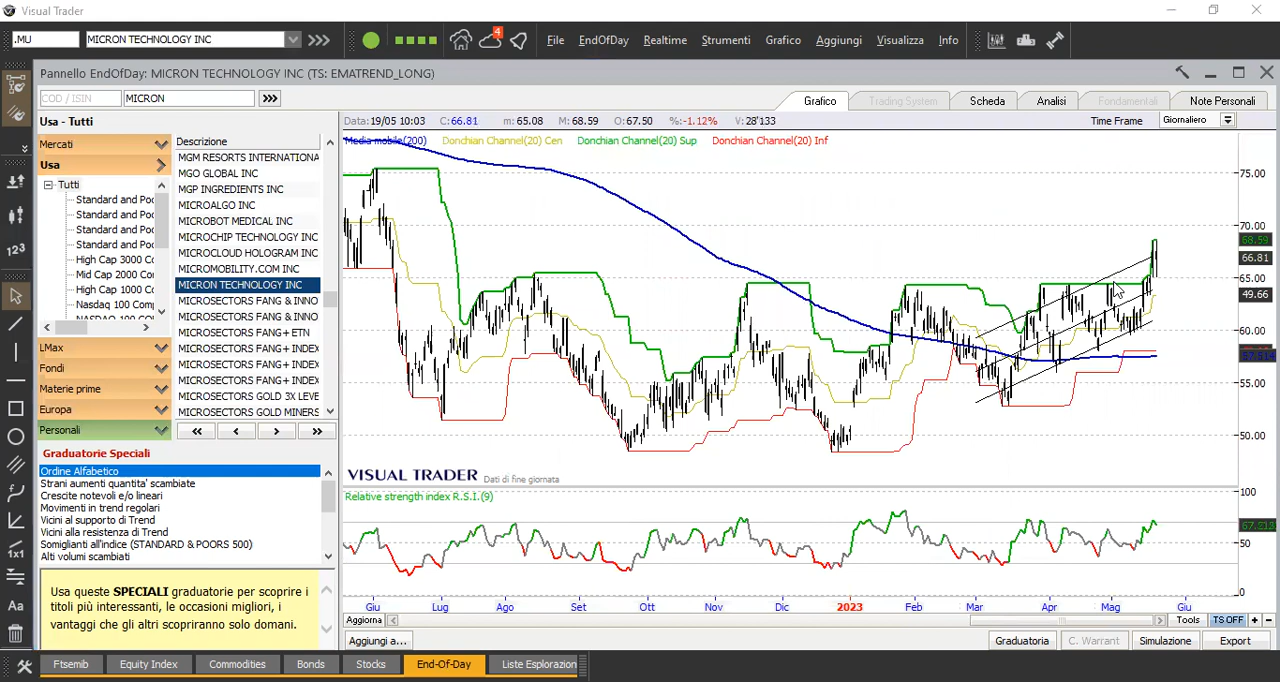 Visual Trader
.MU
MICRON TECHNOLOGY INC
4
File
EndOfDay
Realtime
Strumenti
Grafico
Aggiungi
Visualizza
Info
Pannello EndOfDay: MICRON TECHNOLOGY INC (TS: EMATREND_LONG)
COD / ISIN
MICRON
Grafico
Trading System
Scheda
Analisi
Fondamentali
Note Personali
Usa - Tutti
Mercati
Usa
Tutti
Standard and Poo
Standard and Poo
Standard and Poo
Standard and Poo
High Cap 3000 Co
Mid Cap 2000 Con
High Cap 1000 Co
Nasdaq 100 Comp
LMax
Fondi
Materie prime
Europa
Personali
Descrizione
MGM RESORTS INTERNATIONA
MGO GLOBAL INC
MGP INGREDIENTS INC
MICROALGO INC
MICROBOT MEDICAL INC
MICROCHIP TECHNOLOGY INC
MICROCLOUD HOLOGRAM INC
MICROMOBILITY.COM INC
MICRON TECHNOLOGY INC
MICROSECTORS FANG & INNO
MICROSECTORS FANG & INNO
MICROSECTORS FANG+ ETN
MICROSECTORS FANG+ INDEX
MICROSECTORS FANG+ INDEX
MICROSECTORS FANG+ INDEX
MICROSECTORS GOLD 3X LEVE
MICROSECTORS GOLD MINERS
Graduatorie Speciali
Ordine Alfabetico
Strani aumenti quantita' scambiate
Crescite notevoli e/o lineari
Movimenti in trend regolari
Vicini al supporto di Trend
Vicini alla resistenza di Trend
Somiglianti all'indice (STANDARD & POORS 500)
Alti volumi scambiati
Usa queste SPECIALI graduatorie per scoprire i
titoli più interessanti, le occasioni migliori, i
vantaggi che gli altri scopriranno solo domani.
Data: 19/05 10:03 C: 66.81 m: 65.08 M: 68.59 O: 67.50 %: -1.12% V: 28'133
Time Frame
Giornaliero
Media mobile(200)
Donchian Channel(20) Cen
Donchian Channel(20) Sup
Donchian Channel(20) Inf
75.00
70.00
68.59
66.81
65.00
49.66
60.00
57.514
55.00
50.00
VISUAL TRADER Dati di fine giornata
Relative strength index R.S.I.(9)
100
50
0
Giu
Lug
Ago
Set
Ott
Nov
Dic
2023
Feb
Mar
Apr
Mag
Giu
Aggiorna
Tools
TS OFF
Aggiungi a...
Graduatoria
C. Warrant
Simulazione
Export
123
1x1
Aa
Ftsemib
Equity Index
Commodities
Bonds
Stocks
End-Of-Day
Liste Esplorazion